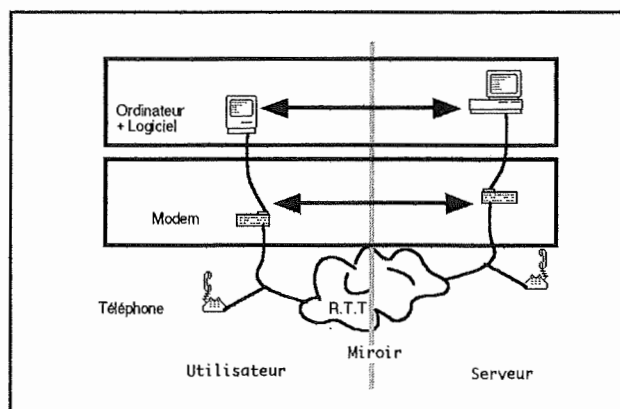 Ordinateur
+ Logiciel
Modem
Téléphone
R.T.T
Miroir
Utilisateur
Serveur